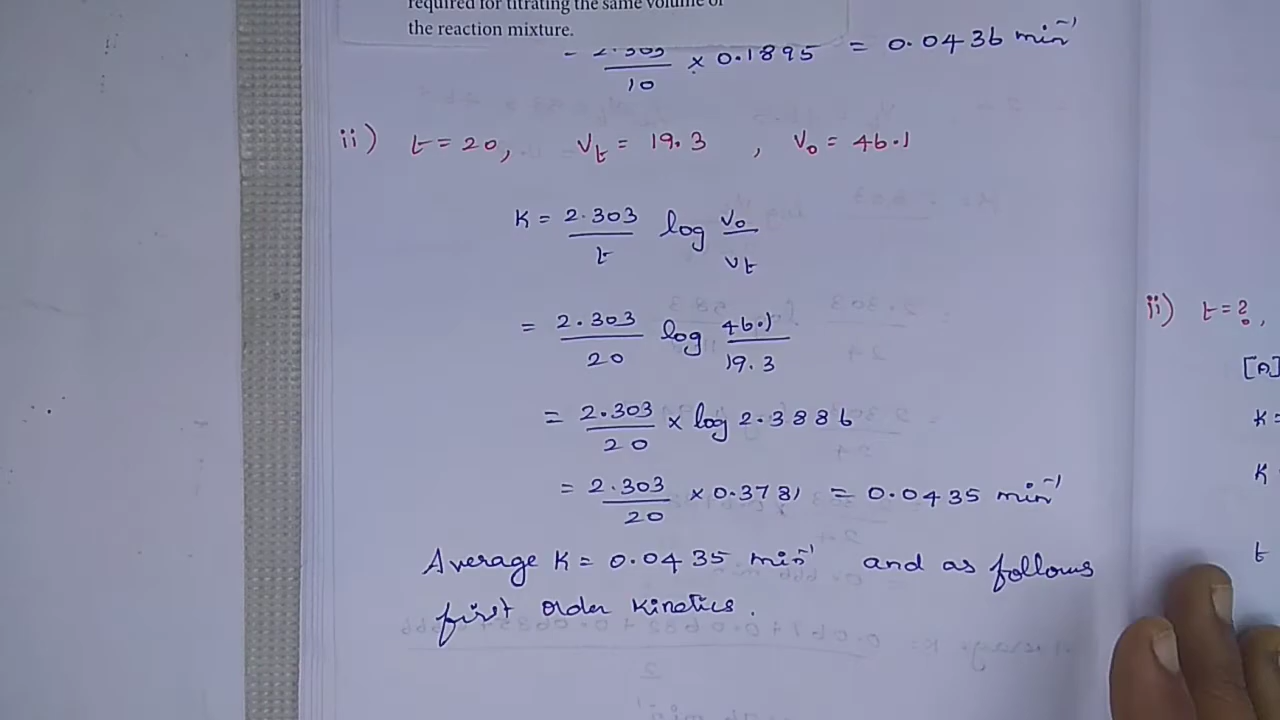 required for titrating the same volume of
the reaction mixture.
= 2.303/10 × 0.1895 = 0.0436 min⁻¹
ii) t = 20, Vt = 19.3, V₀ = 46.1
K = 2.303/t log V₀/Vt
= 2.303/20 log 46.1/19.3
= 2.303/20 × log 2.3886
= 2.303/20 × 0.3781 = 0.0435 min⁻¹
Average K = 0.0435 min⁻¹ and as follows
first order kinetics.
ii) t = ?,
[A]
K =
K
t